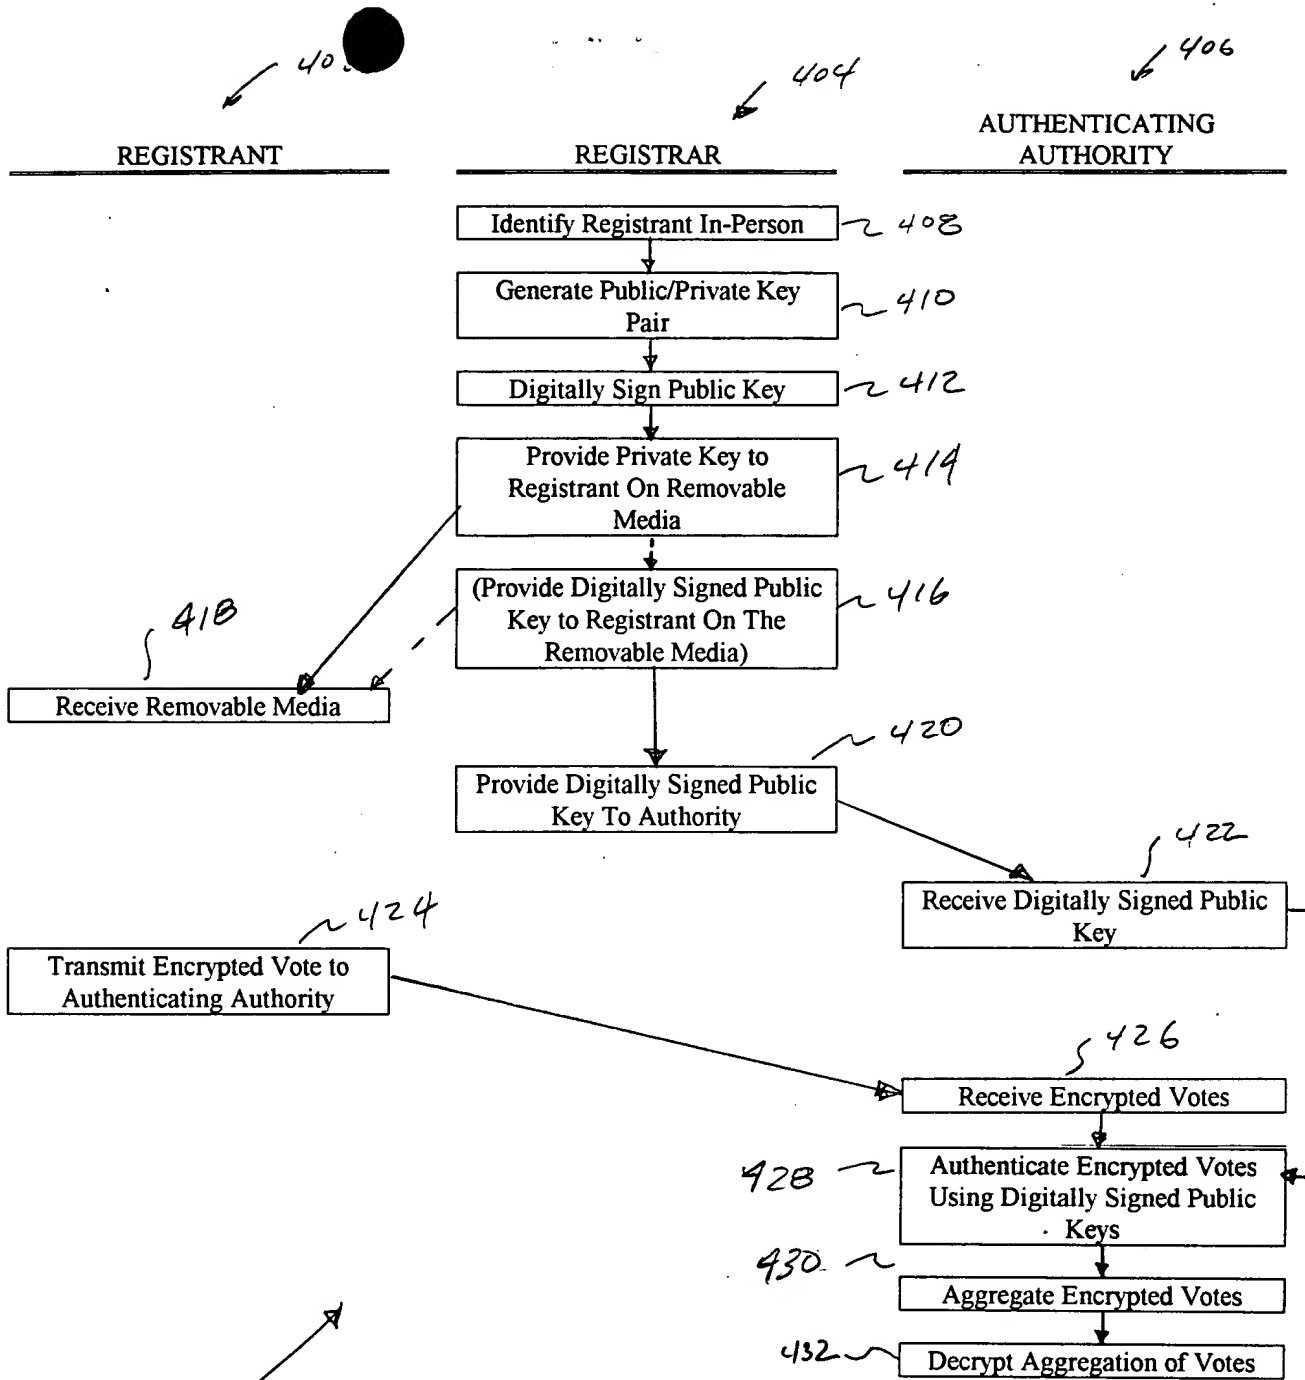 404
406
REGISTRANT
REGISTRAR
AUTHENTICATING
AUTHORITY
Identify Registrant In-Person
408
Generate Public/Private Key
Pair
410
Digitally Sign Public Key
412
Provide Private Key to
Registrant On Removable
Media
414
(Provide Digitally Signed Public
Key to Registrant On The
Removable Media)
416
418
Receive Removable Media
420
Provide Digitally Signed Public
Key To Authority
422
Receive Digitally Signed Public
Key
424
Transmit Encrypted Vote to
Authenticating Authority
426
Receive Encrypted Votes
428
Authenticate Encrypted Votes
Using Digitally Signed Public
Keys
430
Aggregate Encrypted Votes
432
Decrypt Aggregation of Votes